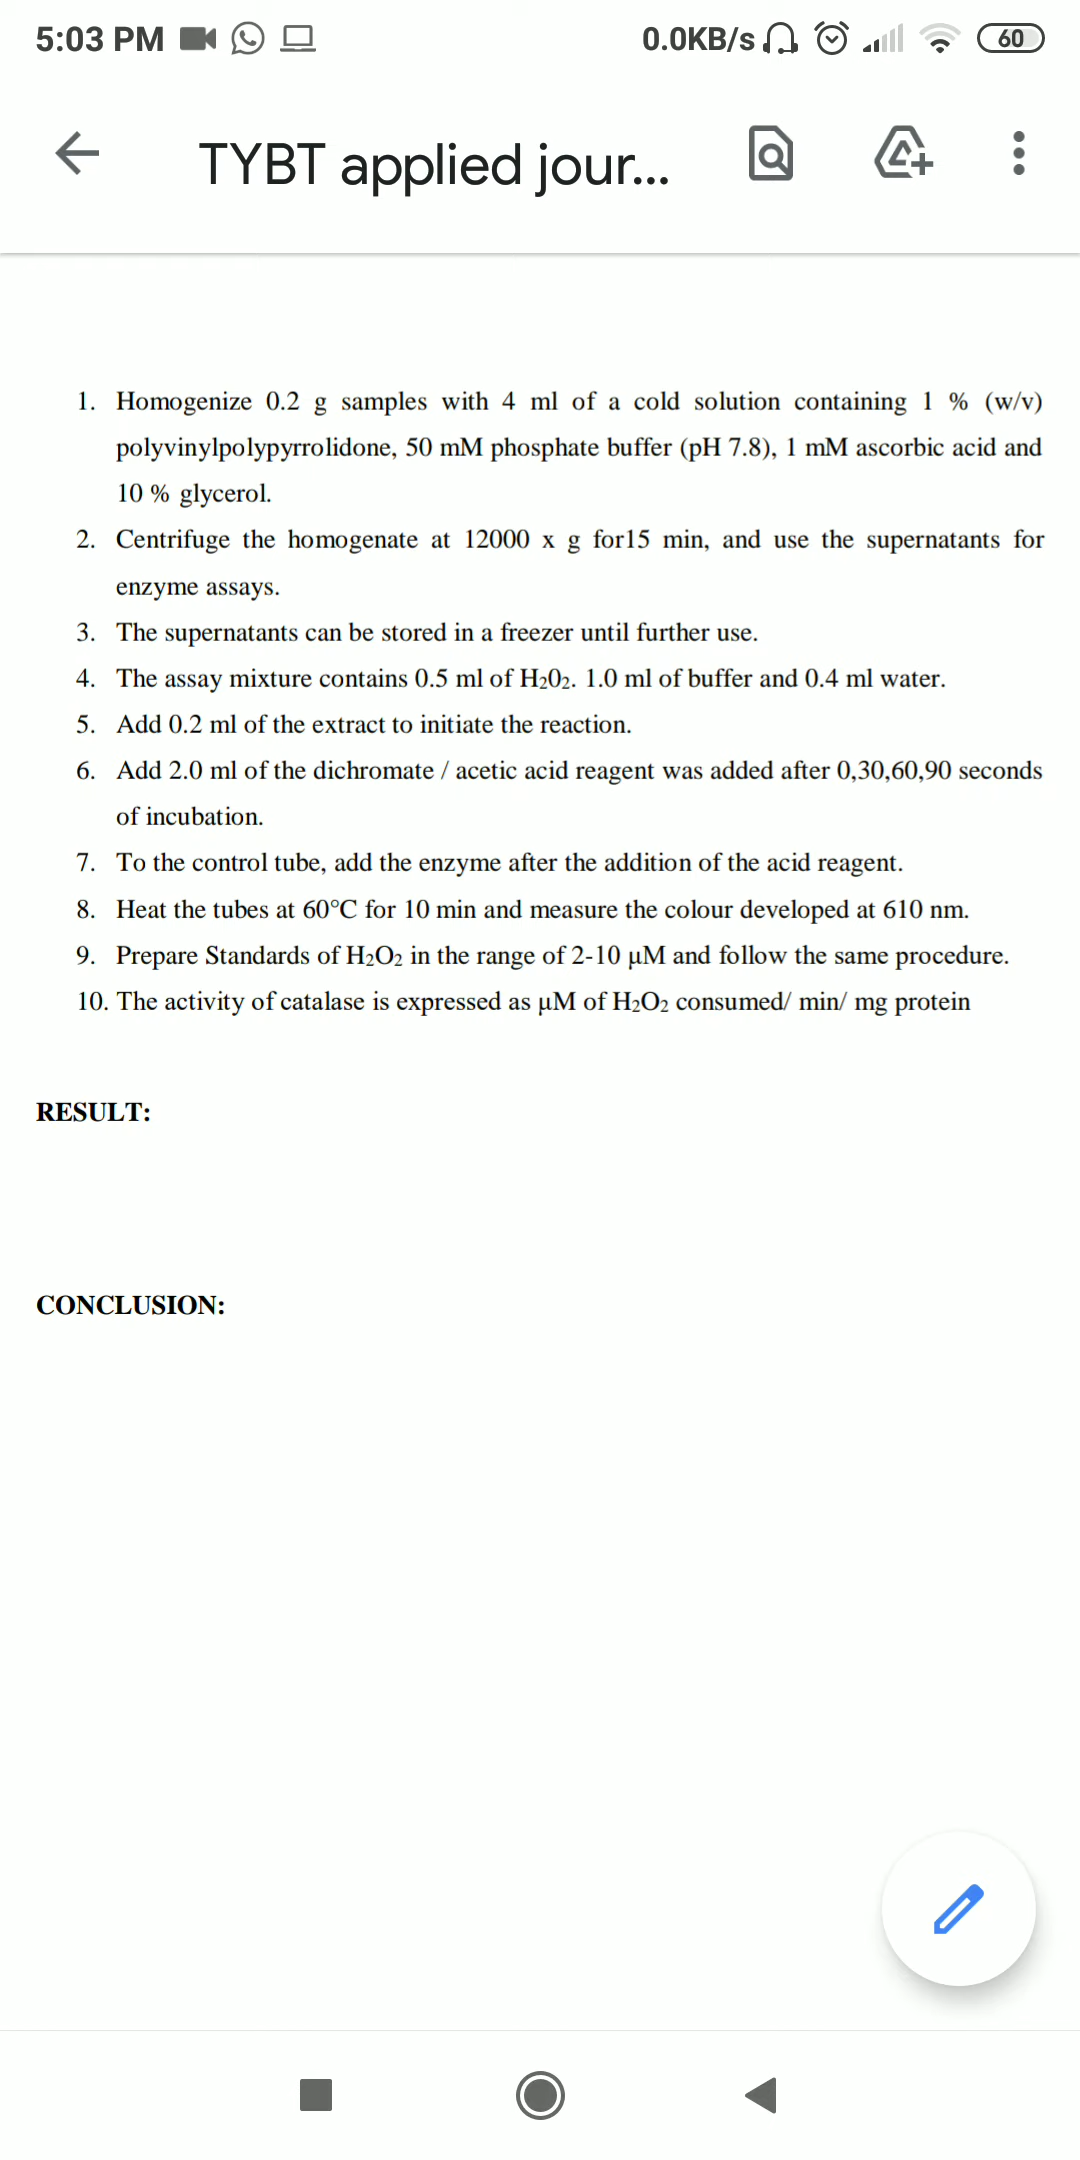 5:03 PM 0.0KB/s 60
TYBT applied jour...
1. Homogenize 0.2 g samples with 4 ml of a cold solution containing 1 % (w/v)
polyvinylpolypyrrolidone, 50 mM phosphate buffer (pH 7.8), 1 mM ascorbic acid and
10 % glycerol.
2. Centrifuge the homogenate at 12000 x g for15 min, and use the supernatants for
enzyme assays.
3. The supernatants can be stored in a freezer until further use.
4. The assay mixture contains 0.5 ml of H₂0₂. 1.0 ml of buffer and 0.4 ml water.
5. Add 0.2 ml of the extract to initiate the reaction.
6. Add 2.0 ml of the dichromate / acetic acid reagent was added after 0,30,60,90 seconds
of incubation.
7. To the control tube, add the enzyme after the addition of the acid reagent.
8. Heat the tubes at 60°C for 10 min and measure the colour developed at 610 nm.
9. Prepare Standards of H₂O₂ in the range of 2-10 µM and follow the same procedure.
10. The activity of catalase is expressed as µM of H₂O₂ consumed/ min/ mg protein
RESULT:
CONCLUSION: